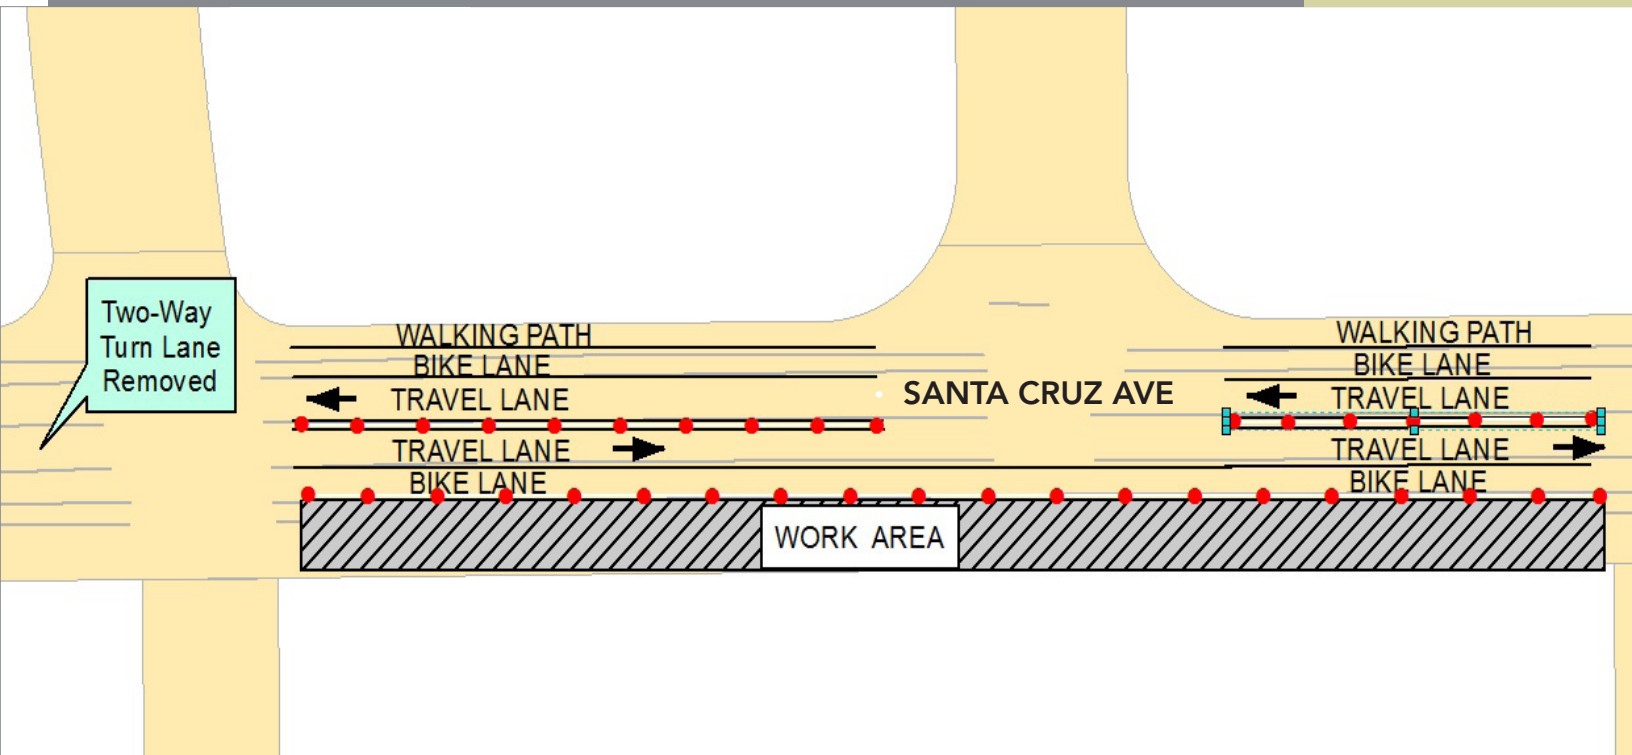 Two-Way
Turn Lane
Removed
WALKING PATH
BIKE LANE
TRAVEL LANE
TRAVEL LANE
BIKE LANE
SANTA CRUZ AVE
WALKING PATH
BIKE LANE
TRAVEL LANE
TRAVEL LANE
BIKE LANE
WORK AREA